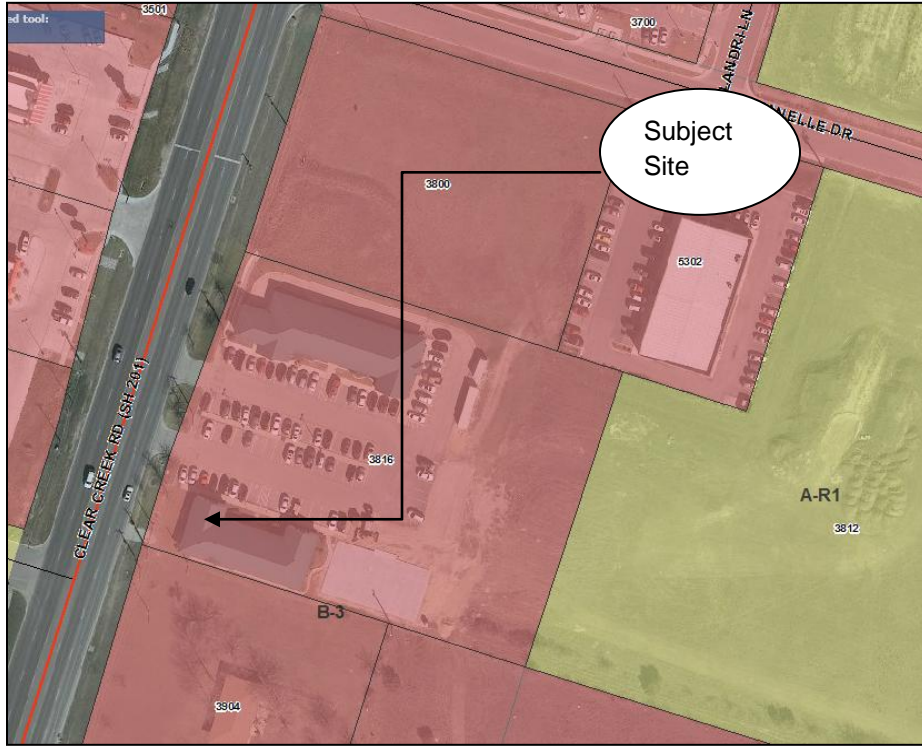 ed tool:
3501
3700
LANDRI LN
NELLE DR
Subject
Site
3800
5302
CLEAR CREEK RD (SH 201)
3816
A-R1
3812
B-3
3904